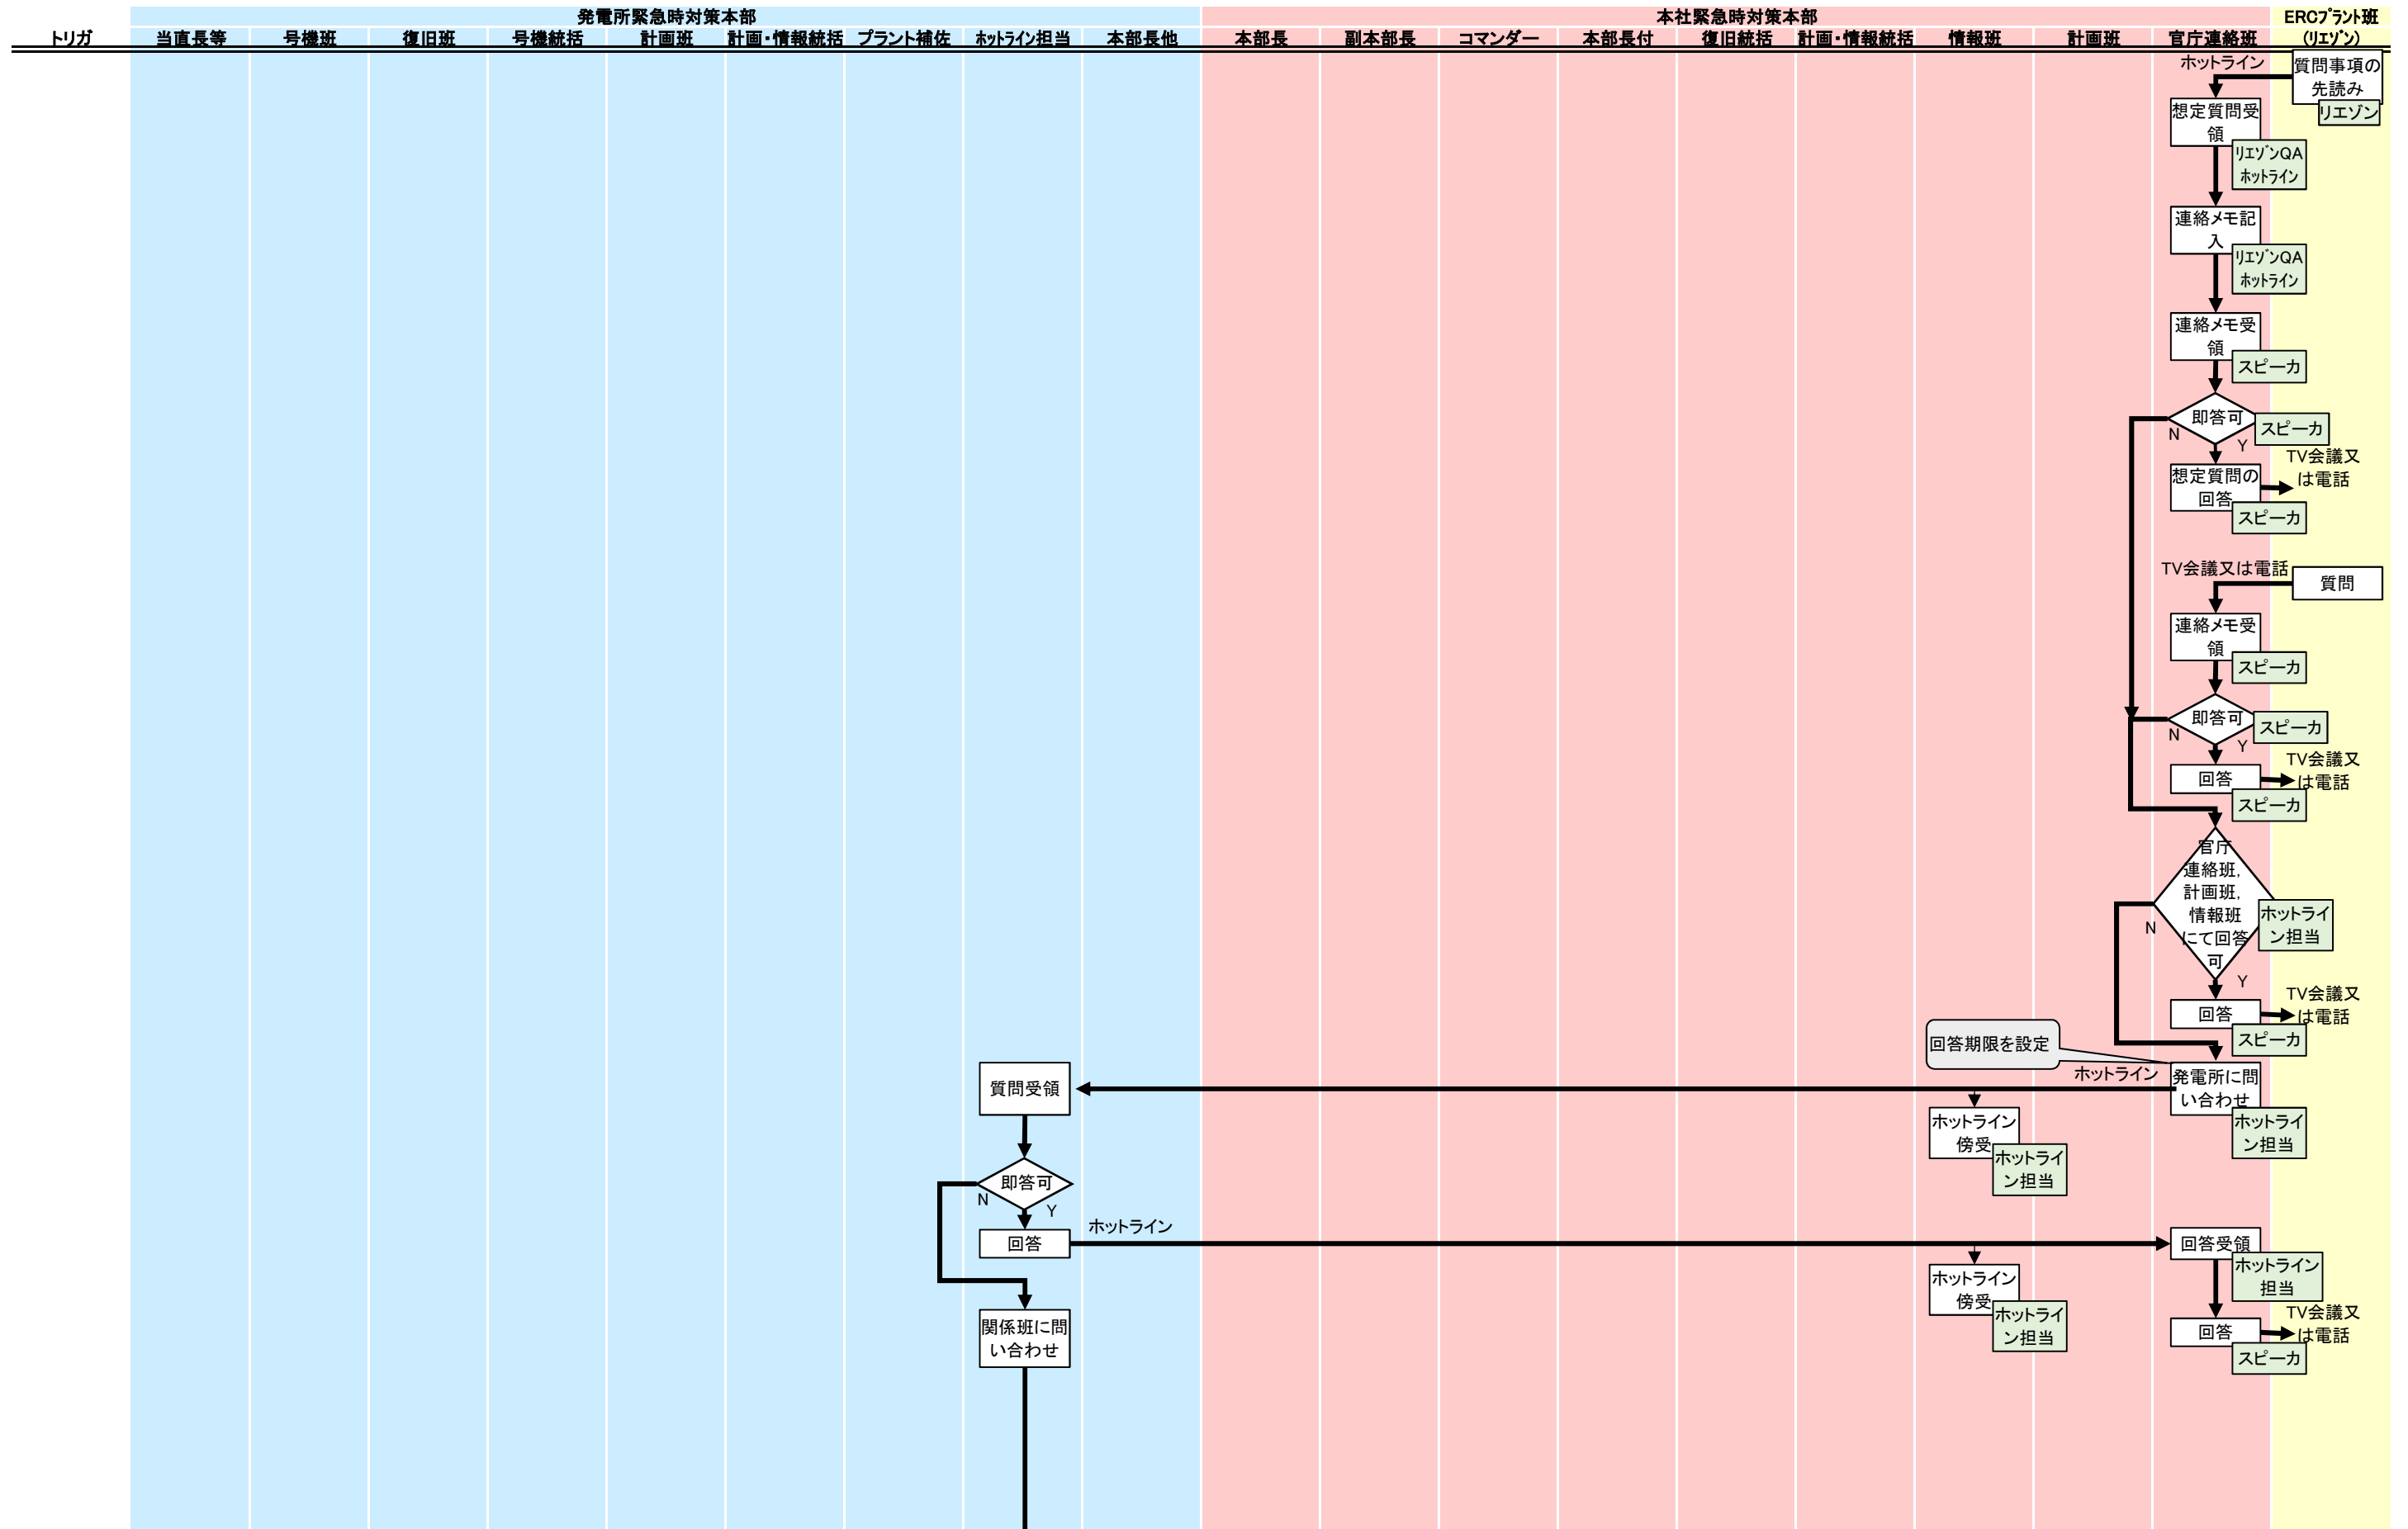 発電所緊急時対策本部
本社緊急時対策本部
ERCﾌﾟﾗﾝﾄ班
(ﾘｴｿﾞﾝ)
トリガ
当直長等
号機班
復旧班
号機統括
計画班
計画・情報統括
プラント補佐
ﾎｯﾄﾗｲﾝ担当
本部長他
本部長
副本部長
コマンダー
本部長付
復旧統括
計画・情報統括
情報班
計画班
官庁連絡班
ホットライン
質問事項の
先読み
リエゾン
想定質問受
領
ﾘｴｿﾞﾝQA
ﾎｯﾄﾗｲﾝ
連絡メモ記
入
ﾘｴｿﾞﾝQA
ﾎｯﾄﾗｲﾝ
連絡メモ受
領
スピーカ
即答可
スピーカ
N
Y
TV会議又
は電話
想定質問の
回答
スピーカ
TV会議又は電話
質問
連絡メモ受
領
スピーカ
即答可
スピーカ
N
Y
TV会議又
は電話
回答
スピーカ
官庁
連絡班,
計画班,
情報班
にて回答
可
ホットライ
ン担当
N
Y
TV会議又
は電話
回答
スピーカ
回答期限を設定
ホットライン
発電所に問
い合わせ
ホットライ
ン担当
質問受領
ホットライン
傍受
ホットライ
ン担当
即答可
N
Y
ホットライン
回答
回答受領
ホットライン
担当
ホットライン
傍受
ホットライ
ン担当
TV会議又
は電話
回答
スピーカ
関係班に問
い合わせ